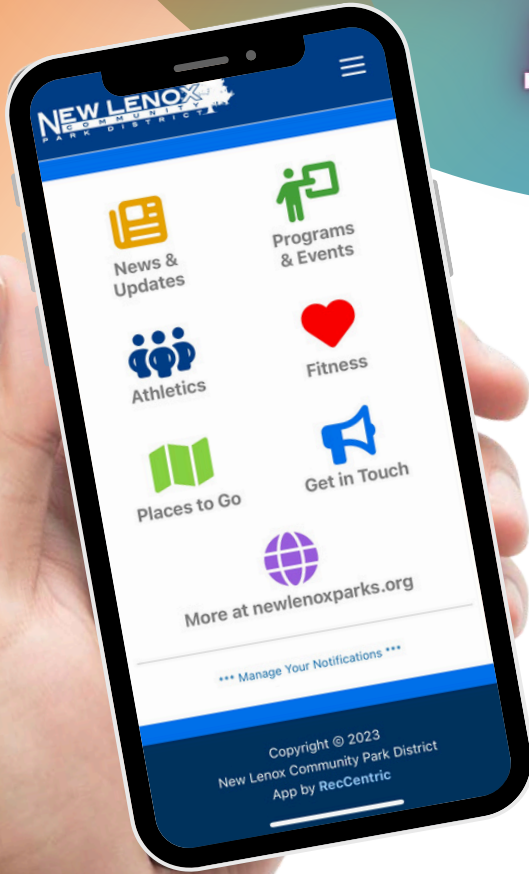 NEW LENOX
COMMUNITY
PARK DISTRICT
News &
Updates
Programs
& Events
Athletics
Fitness
Places to Go
Get in Touch
More at newlenoxparks.org
*** Manage Your Notifications ***
Copyright © 2023
New Lenox Community Park District
App by RecCentric